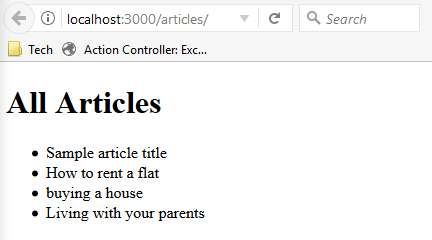 localhost:3000/articles/
Search
Tech
Action Controller: Exc...
All Articles
Sample article title
How to rent a flat
buying a house
Living with your parents